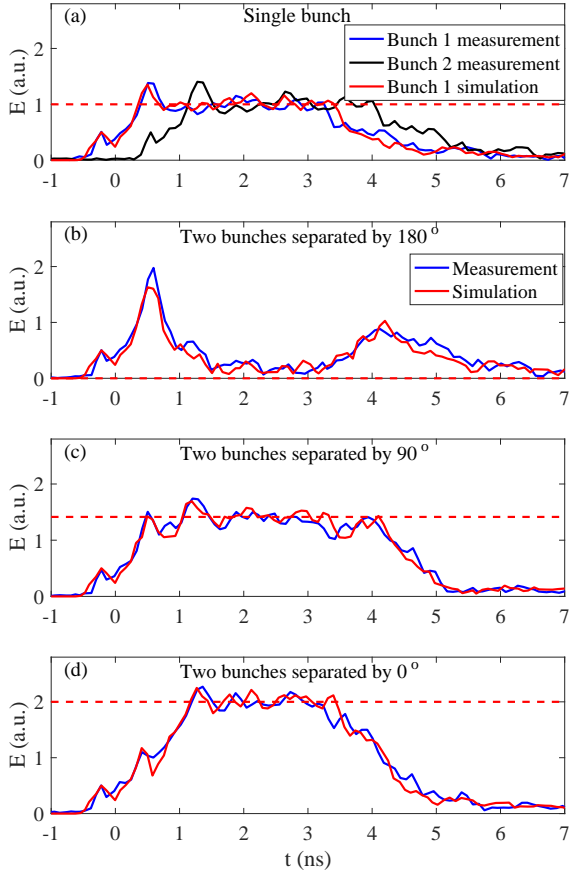 (a) Single bunch
Bunch 1 measurement
Bunch 2 measurement
Bunch 1 simulation
E (a.u.)
2
1
0
-1 0 1 2 3 4 5 6 7
(b) Two bunches separated by 180°
Measurement
Simulation
E (a.u.)
2
1
0
-1 0 1 2 3 4 5 6 7
(c) Two bunches separated by 90°
E (a.u.)
2
1
0
-1 0 1 2 3 4 5 6 7
(d) Two bunches separated by 0°
E (a.u.)
2
1
0
-1 0 1 2 3 4 5 6 7
t (ns)